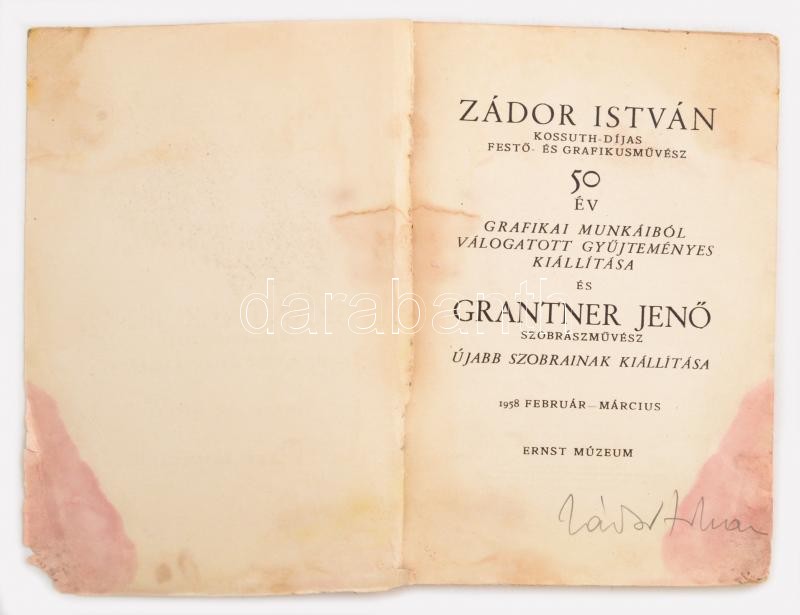 ZÁDOR ISTVÁN
KOSSUTH-DÍJAS
FESTŐ- ÉS GRAFIKUSMŰVÉSZ
50
ÉV
GRAFIKAI MUNKÁIBÓL
VÁLOGATOTT GYŰJTEMÉNYES
KIÁLLÍTÁSA
ÉS
GRANTNER JENŐ
SZOBRÁSZMŰVÉSZ
ÚJABB SZOBRAINAK KIÁLLÍTÁSA
1958 FEBRUÁR—MÁRCIUS
ERNST MÚZEUM
Zádor István
darabanth